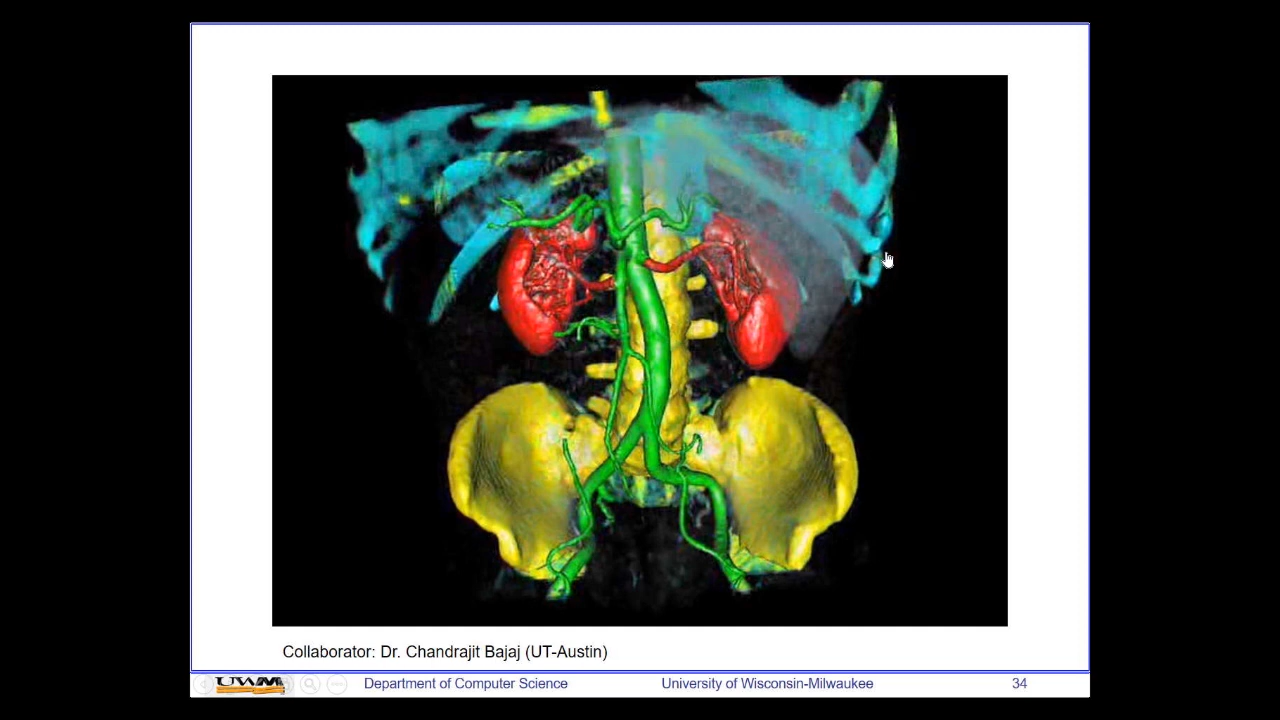 Collaborator: Dr. Chandrajit Bajaj (UT-Austin)
UWM Department of Computer Science University of Wisconsin-Milwaukee 34